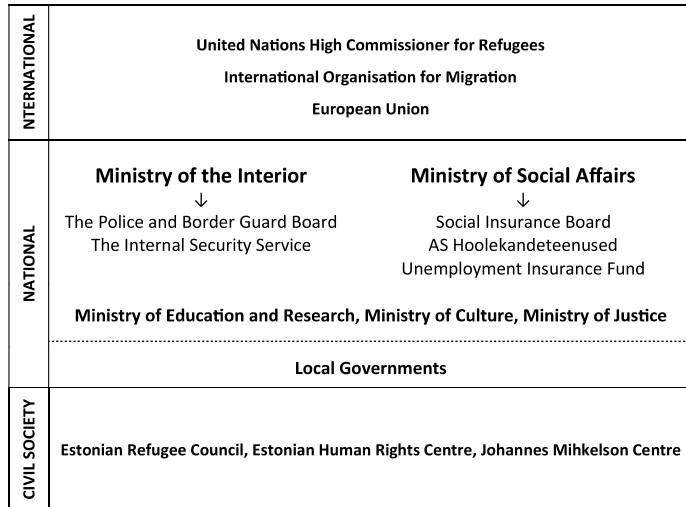 NTERNATIONAL
United Nations High Commissioner for Refugees
International Organisation for Migration
European Union
NATIONAL
Ministry of the Interior
↓
The Police and Border Guard Board
The Internal Security Service
Ministry of Social Affairs
↓
Social Insurance Board
AS Hoolekandeteenused
Unemployment Insurance Fund
Ministry of Education and Research, Ministry of Culture, Ministry of Justice
Local Governments
CIVIL SOCIETY
Estonian Refugee Council, Estonian Human Rights Centre, Johannes Mihkelson Centre